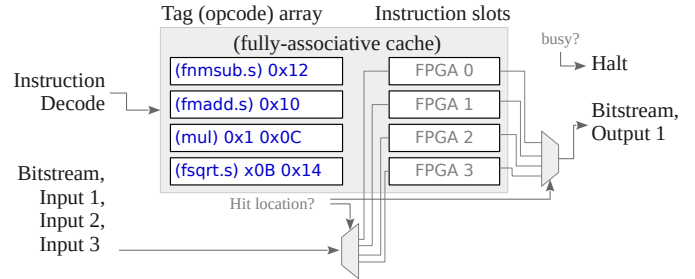 Tag (opcode) array
Instruction slots
(fully-associative cache)
busy?
Halt
(fnmsub.s) 0x12
FPGA 0
Instruction
Decode
(fmadd.s) 0x10
FPGA 1
Bitstream,
Output 1
(mul) 0x1 0x0C
FPGA 2
(fsqrt.s) x0B 0x14
FPGA 3
Bitstream,
Input 1,
Input 2,
Input 3
Hit location?